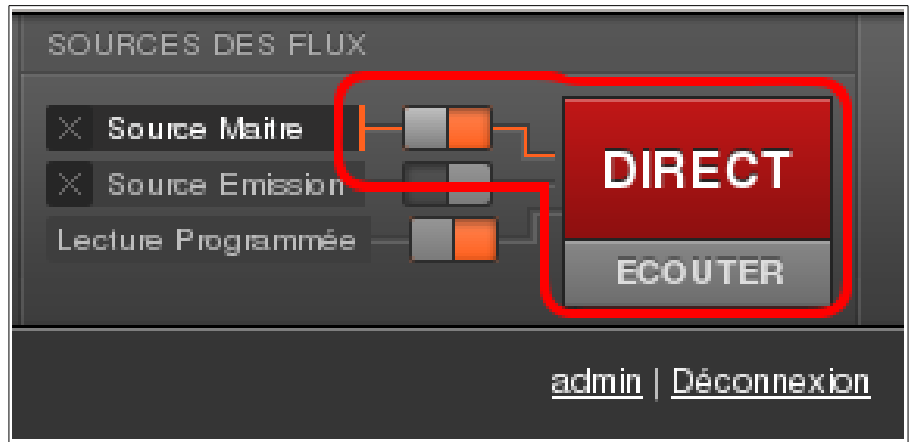 SOURCES DES FLUX
Source Maitre
Source Emission
Lecture Programmée
DIRECT
ECOUTER
admin | Déconnexion